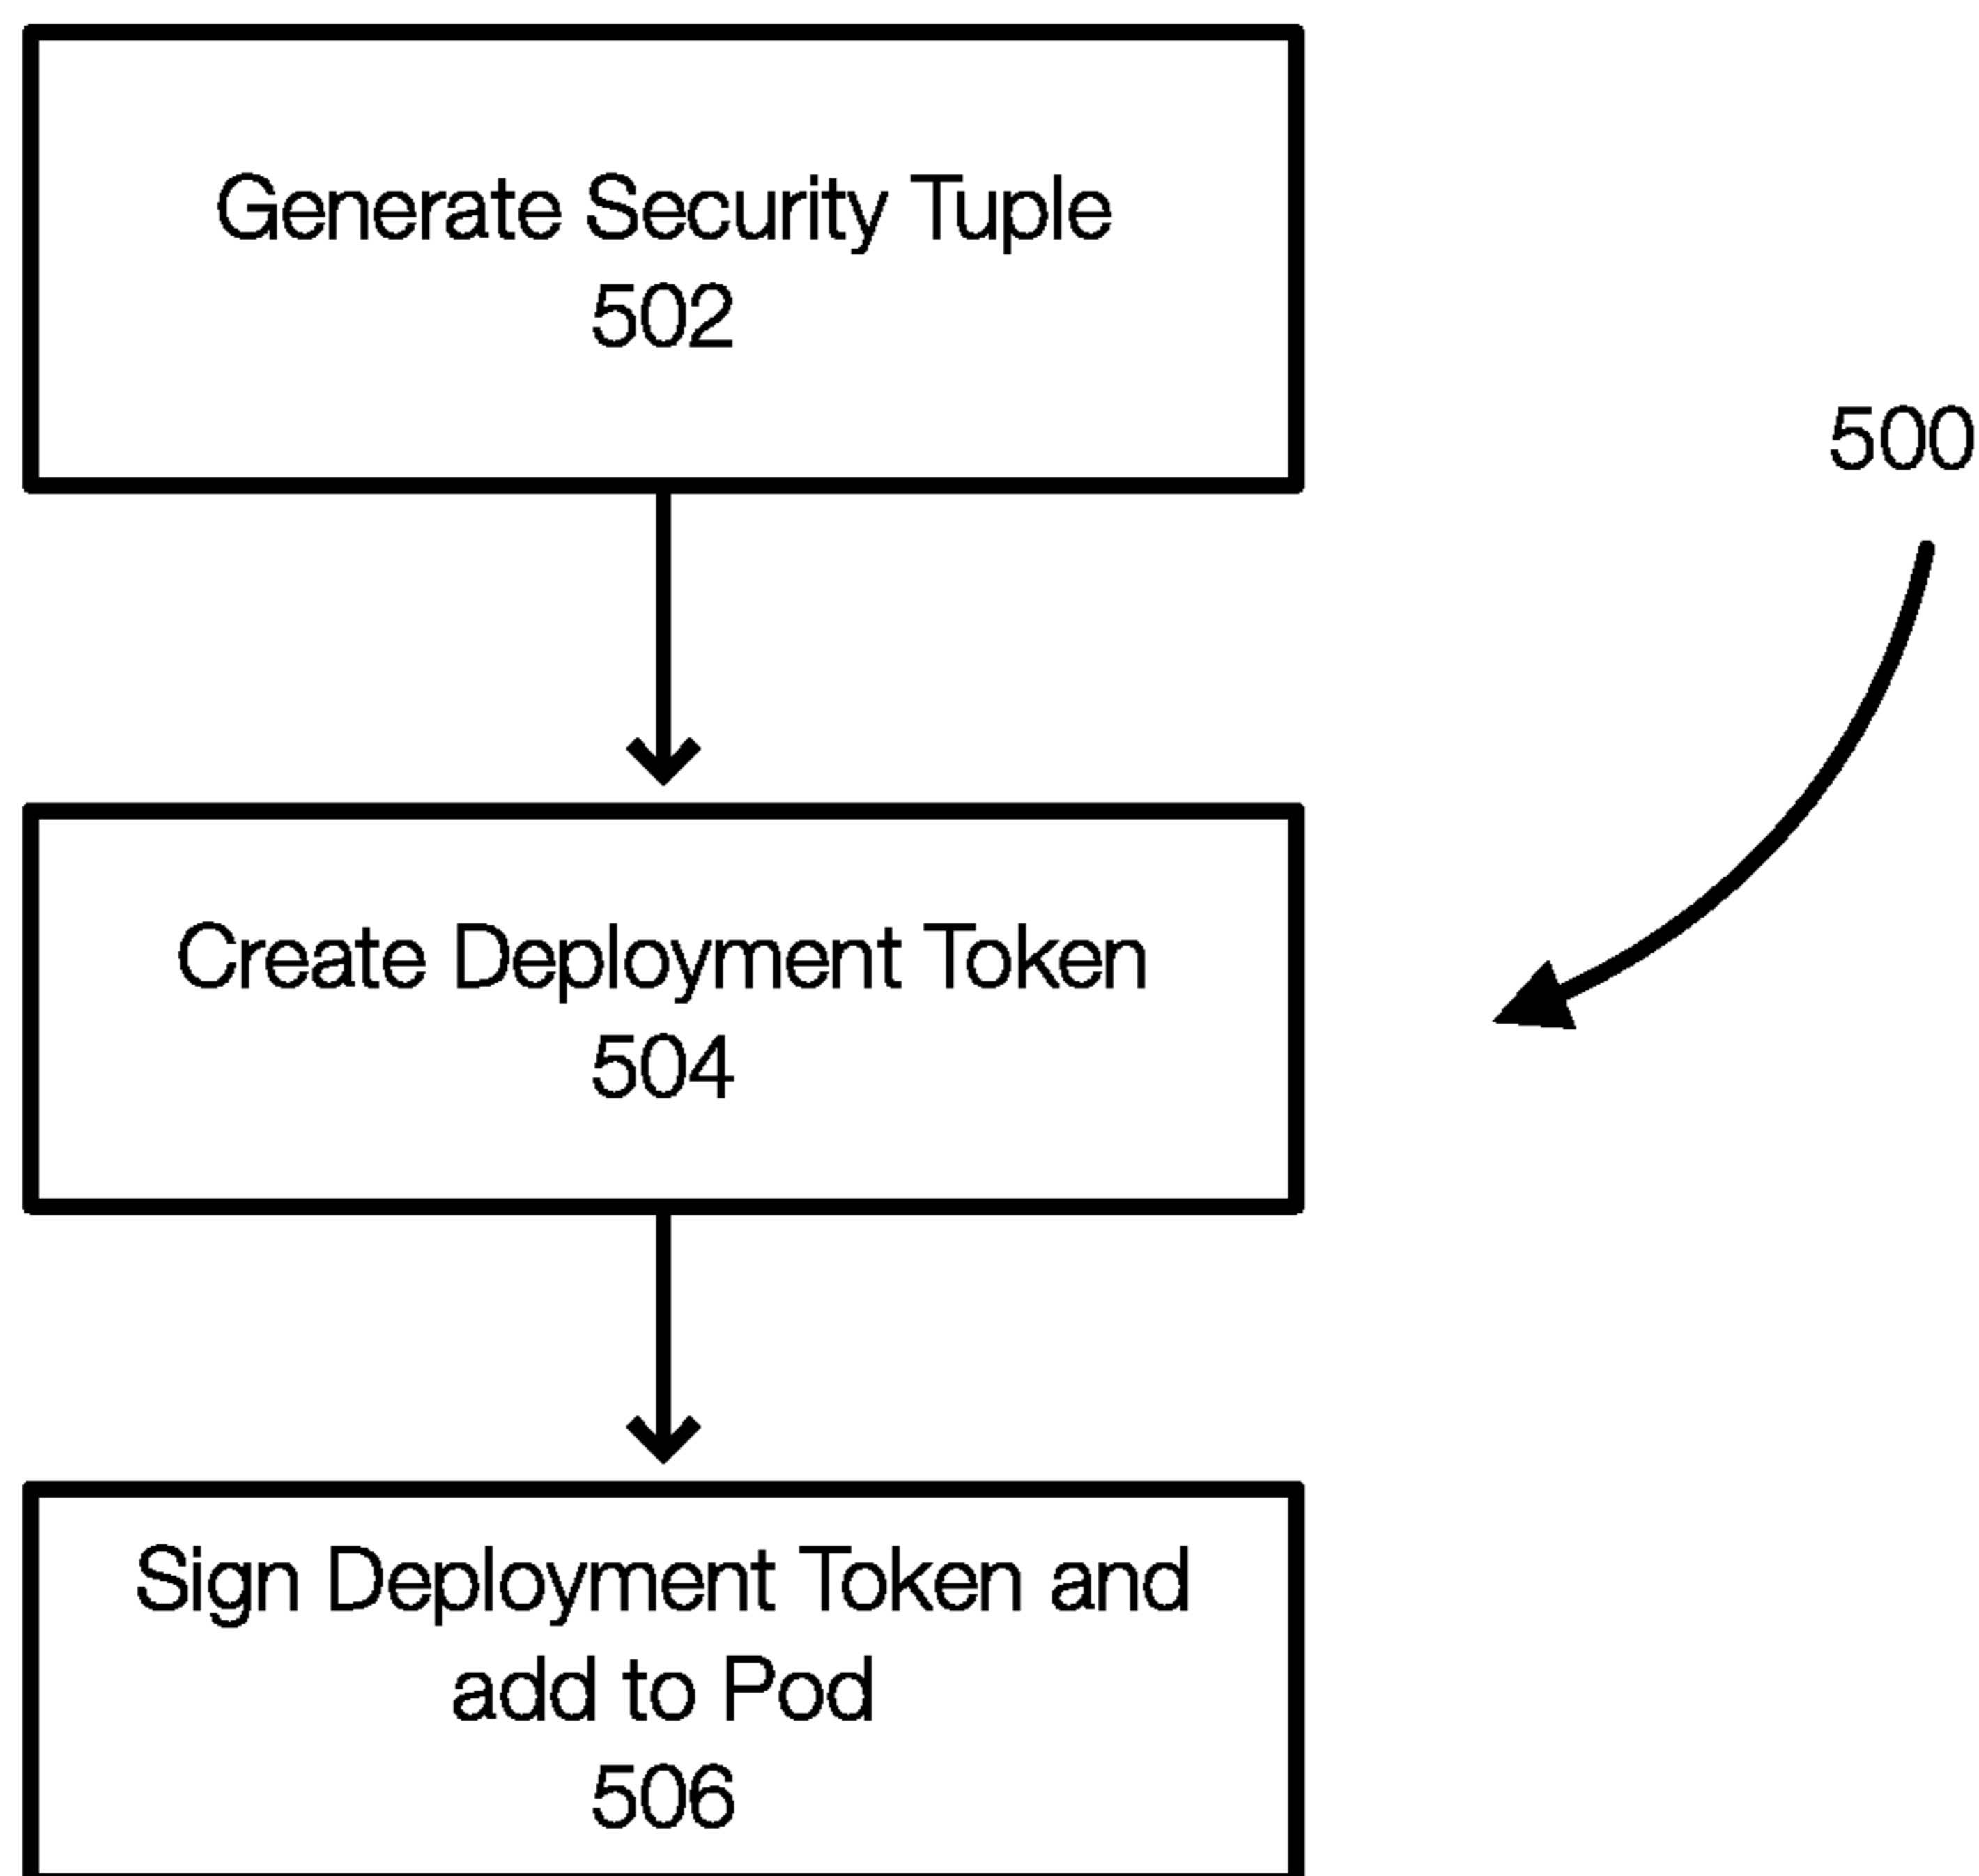 Generate Security Tuple
502
500
Create Deployment Token
504
Sign Deployment Token and
add to Pod
506